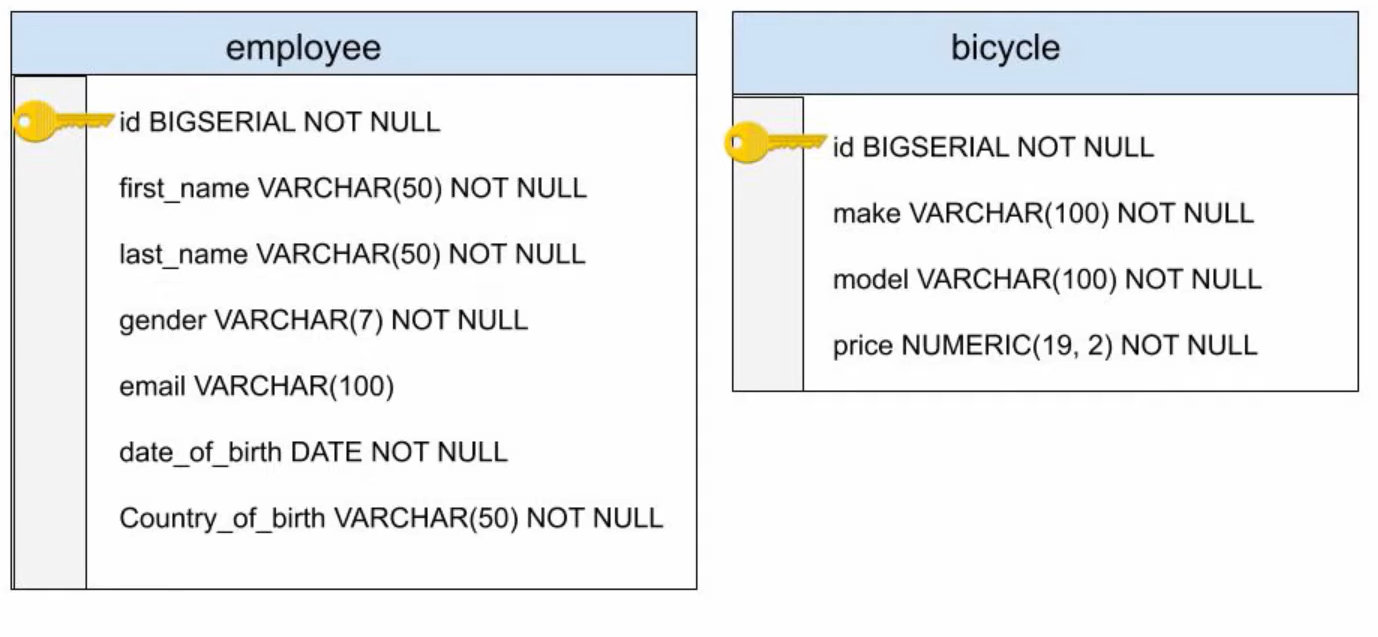 employee
id BIGSERIAL NOT NULL
first_name VARCHAR(50) NOT NULL
last_name VARCHAR(50) NOT NULL
gender VARCHAR(7) NOT NULL
email VARCHAR(100)
date_of_birth DATE NOT NULL
Country_of_birth VARCHAR(50) NOT NULL
bicycle
id BIGSERIAL NOT NULL
make VARCHAR(100) NOT NULL
model VARCHAR(100) NOT NULL
price NUMERIC(19, 2) NOT NULL